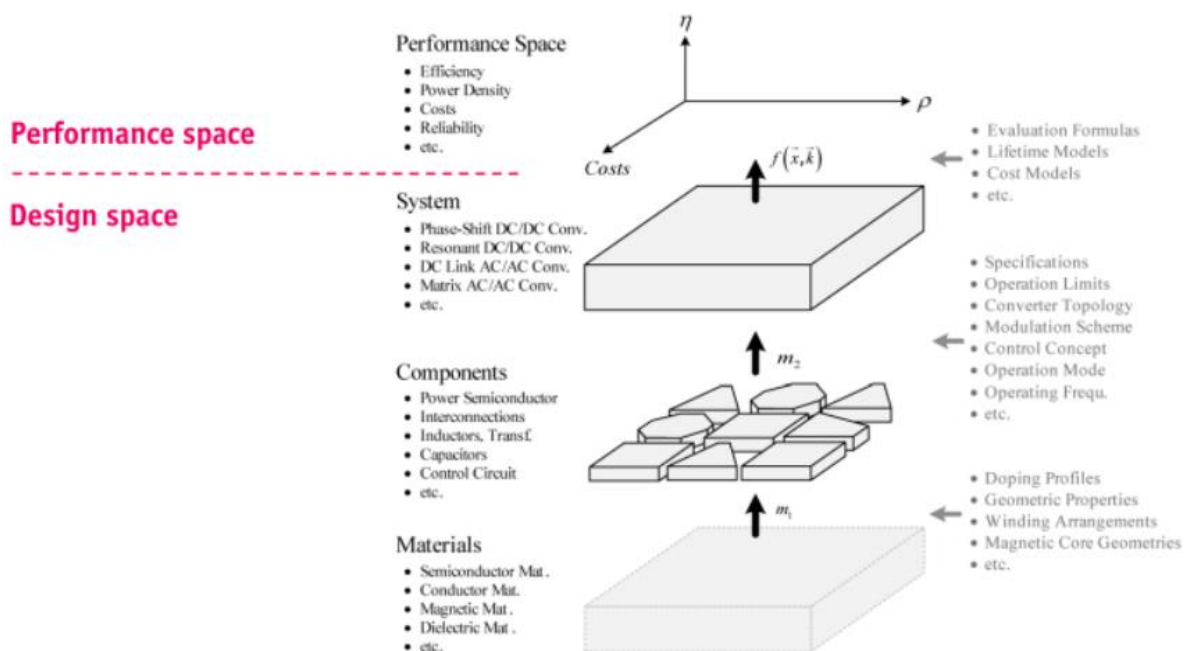 η
Performance Space
• Efficiency
• Power Density
• Costs
• Reliability
• etc.
ρ
Costs
f(x⃗,k⃗)
• Evaluation Formulas
• Lifetime Models
• Cost Models
• etc.
Performance space
Design space
System
• Phase-Shift DC/DC Conv.
• Resonant DC/DC Conv.
• DC Link AC/AC Conv.
• Matrix AC/AC Conv.
• etc.
m₂
• Specifications
• Operation Limits
• Converter Topology
• Modulation Scheme
• Control Concept
• Operation Mode
• Operating Frequ.
• etc.
Components
• Power Semiconductor
• Interconnections
• Inductors, Transf.
• Capacitors
• Control Circuit
• etc.
m₁
• Doping Profiles
• Geometric Properties
• Winding Arrangements
• Magnetic Core Geometries
• etc.
Materials
• Semiconductor Mat.
• Conductor Mat.
• Magnetic Mat.
• Dielectric Mat.
• etc.